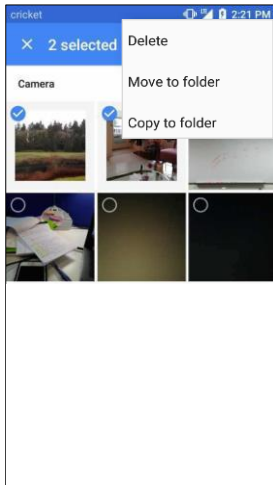 cricket 2:21 PM
2 selected
Delete
Move to folder
Copy to folder
Camera